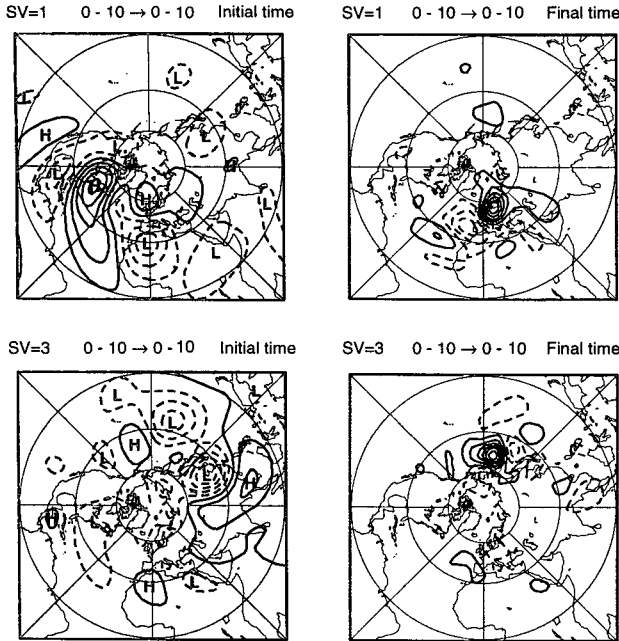 SV=1 0 - 10 → 0 - 10 Initial time
SV=1 0 - 10 → 0 - 10 Final time
H
L
L
L
H
L
L
L
L
SV=3 0 - 10 → 0 - 10 Initial time
SV=3 0 - 10 → 0 - 10 Final time
L
L
L
H
L
L
H
L
H
L